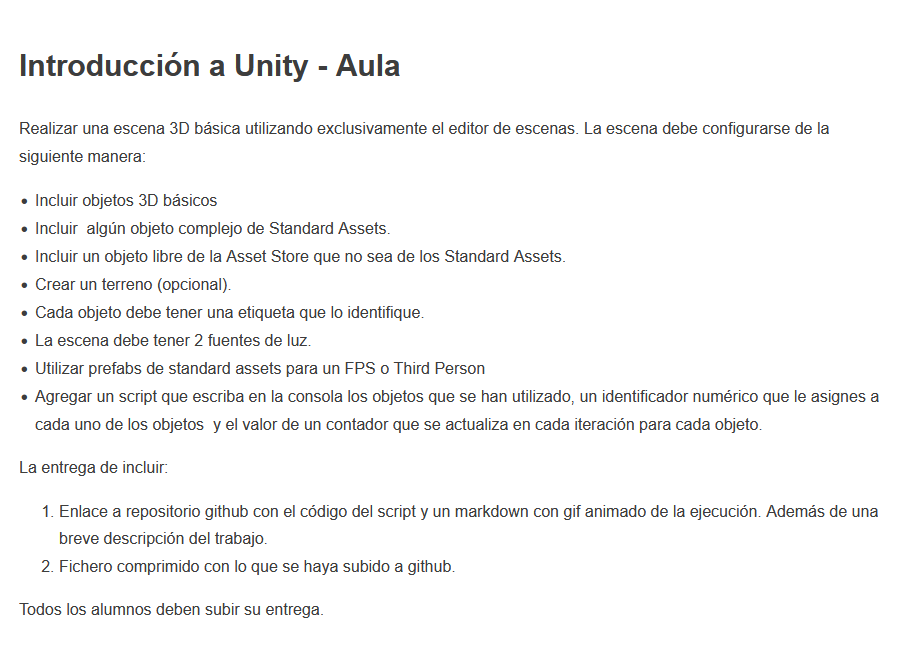 Introducción a Unity - Aula
Realizar una escena 3D básica utilizando exclusivamente el editor de escenas. La escena debe configurarse de la
siguiente manera:
• Incluir objetos 3D básicos
• Incluir  algún objeto complejo de Standard Assets.
• Incluir un objeto libre de la Asset Store que no sea de los Standard Assets.
• Crear un terreno (opcional).
• Cada objeto debe tener una etiqueta que lo identifique.
• La escena debe tener 2 fuentes de luz.
• Utilizar prefabs de standard assets para un FPS o Third Person
• Agregar un script que escriba en la consola los objetos que se han utilizado, un identificador numérico que le asignes a
cada uno de los objetos  y el valor de un contador que se actualiza en cada iteración para cada objeto.
La entrega de incluir:
1. Enlace a repositorio github con el código del script y un markdown con gif animado de la ejecución. Además de una
breve descripción del trabajo.
2. Fichero comprimido con lo que se haya subido a github.
Todos los alumnos deben subir su entrega.